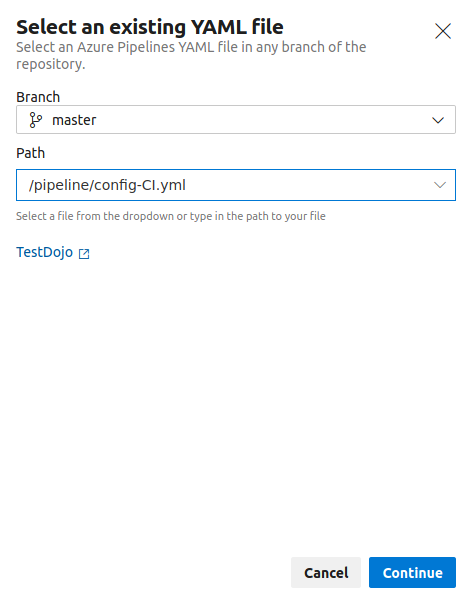 Select an existing YAML file
Select an Azure Pipelines YAML file in any branch of the
repository.
Branch
master
Path
/pipeline/config-CI.yml
Select a file from the dropdown or type in the path to your file
TestDojo
Cancel
Continue